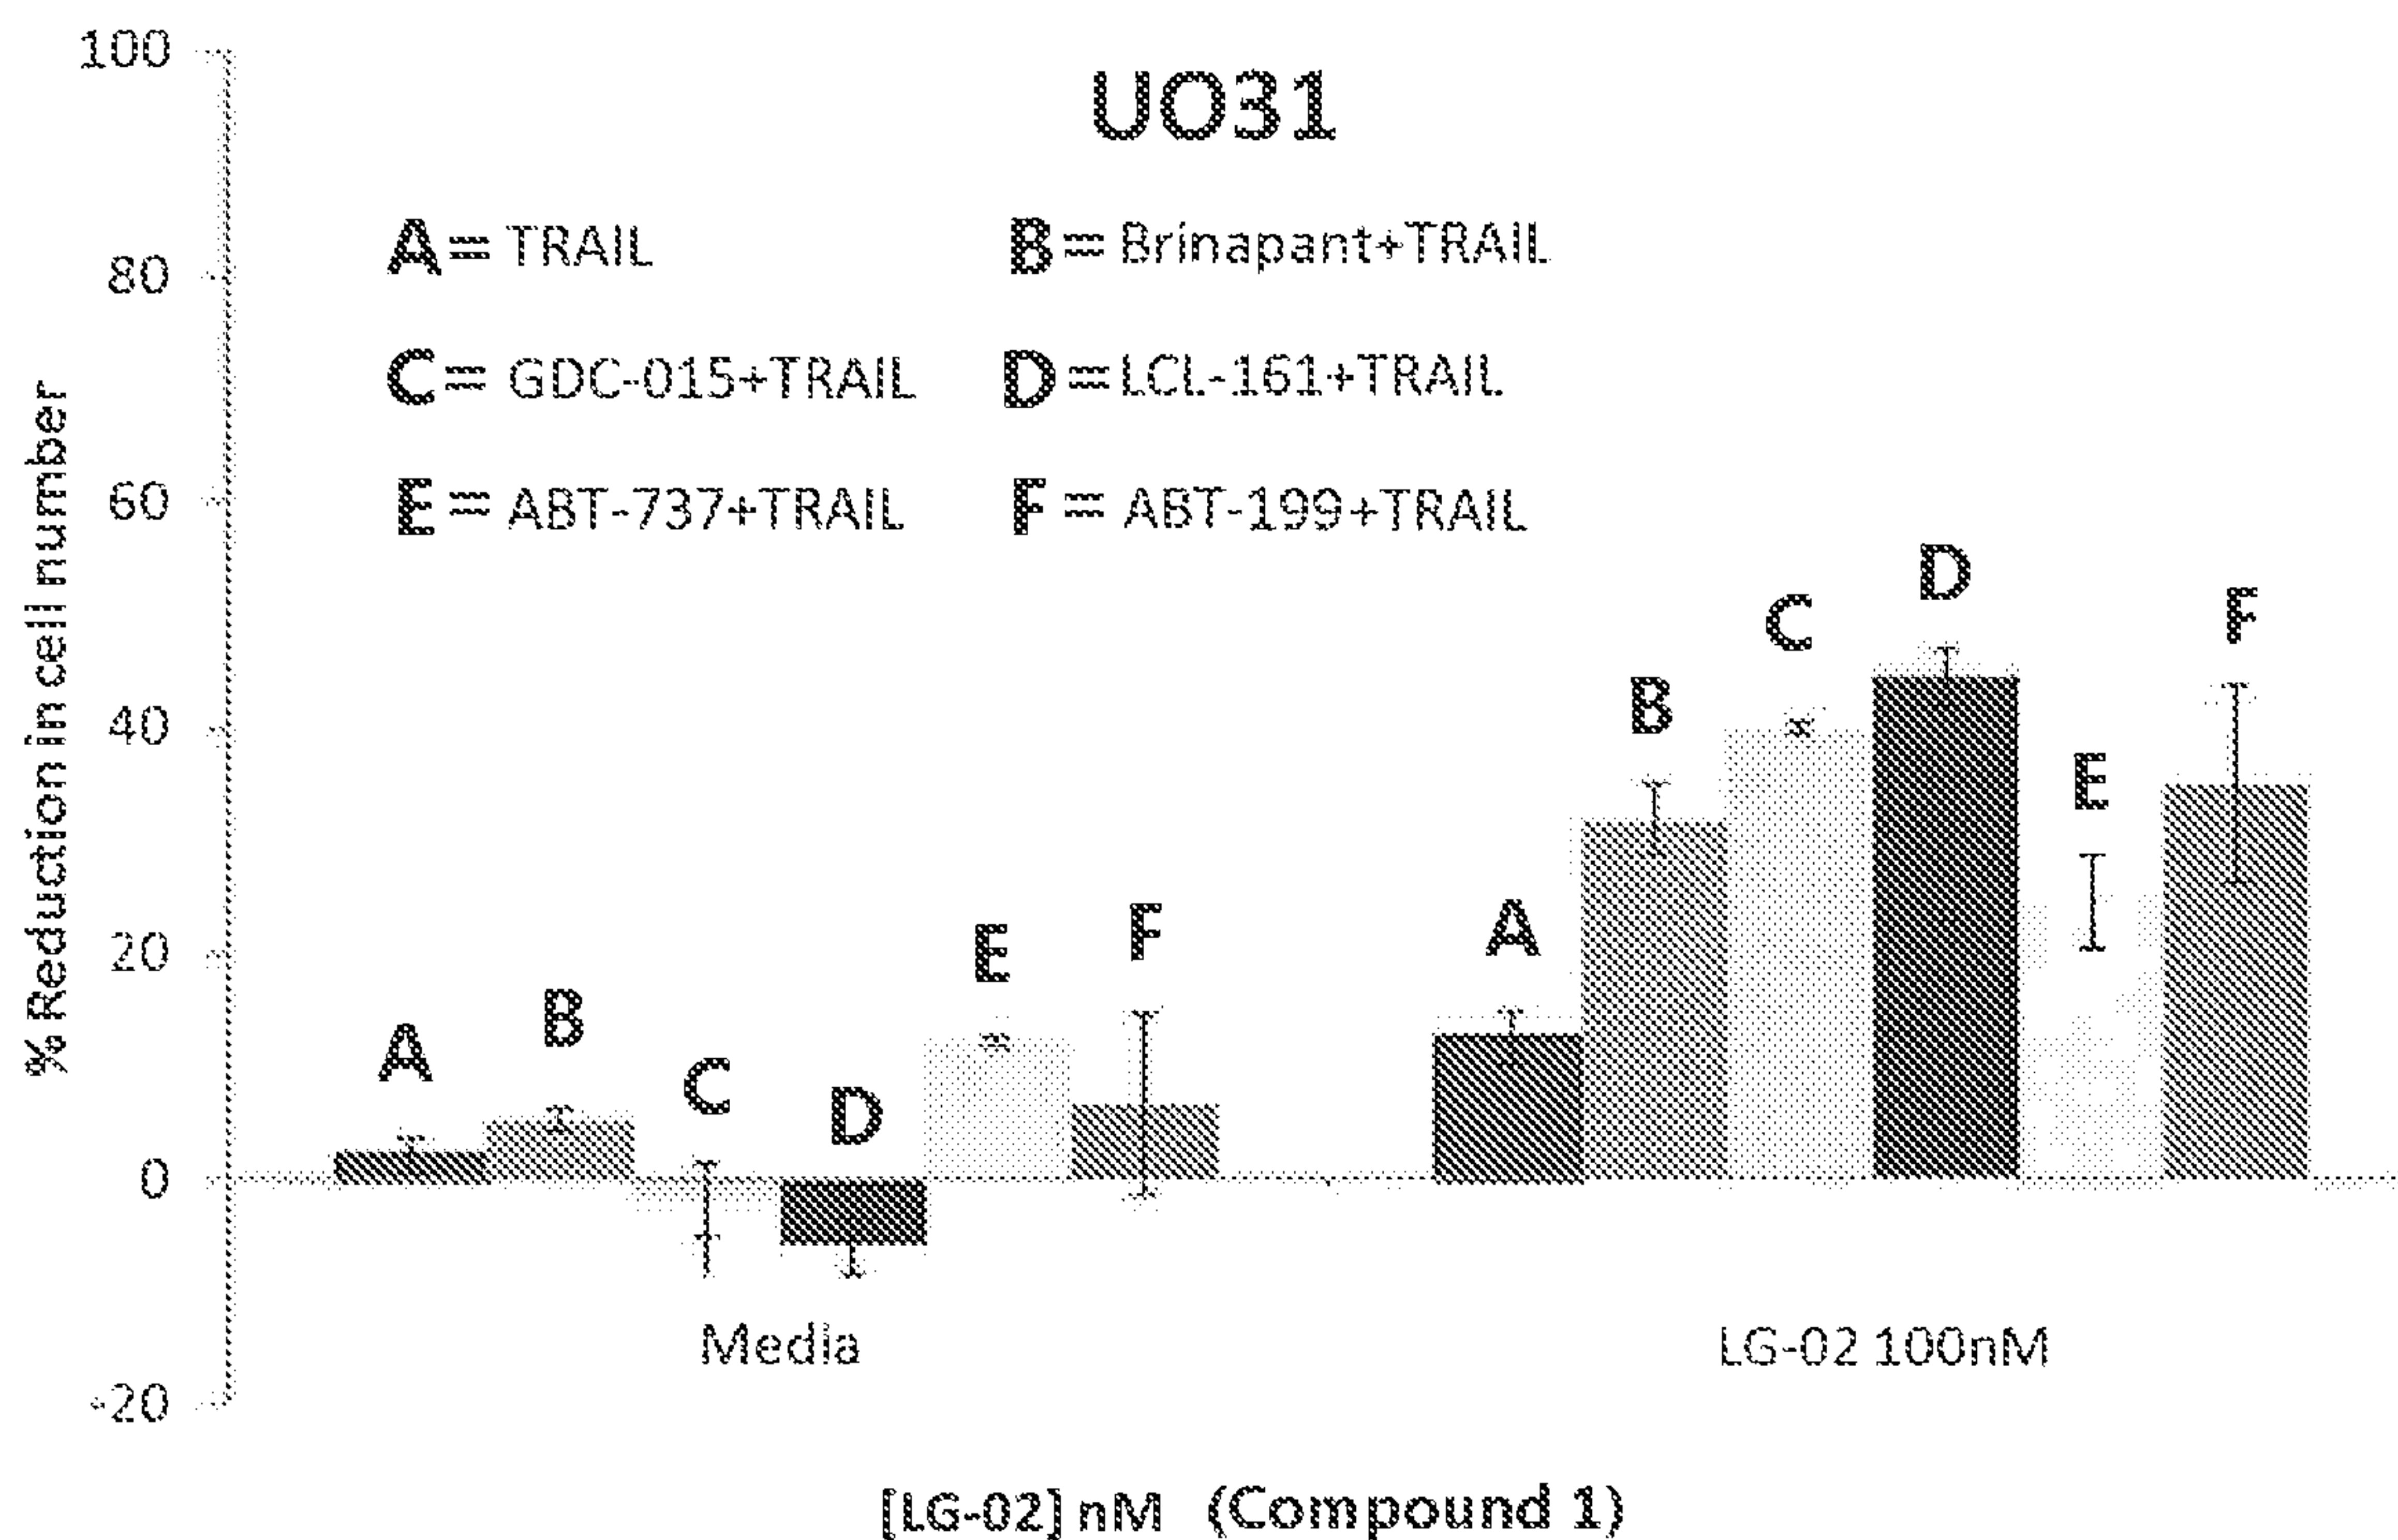 UO31
100
80
60
40
20
0
-20
% Reduction in cell number
A = TRAIL
B = Brinapant+TRAIL
C = GDC-015+TRAIL
D = LCL-161+TRAIL
E = ABT-737+TRAIL
F = ABT-199+TRAIL
A
B
C
D
E
F
A
B
C
D
E
F
Media
LG-02 100nM
[LG-02] nM (Compound 1)